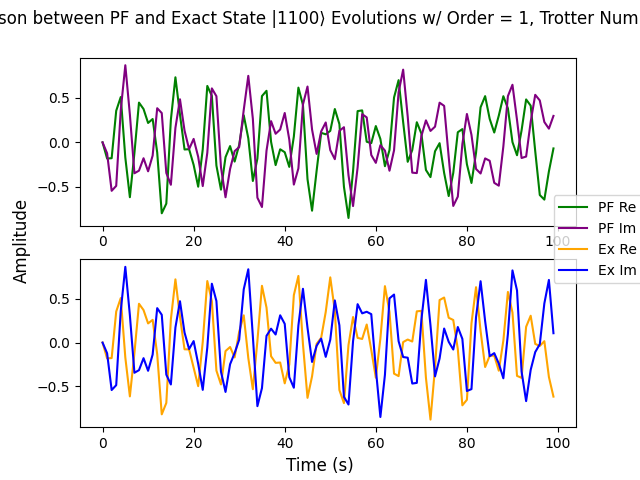 between PF and Exact State |1100⟩ Evolutions w/ Order = 1, Trotter
0.5
0.0
−0.5
0 20 40 60 80 100
PF Re
PF Im
Ex Re
Ex Im
Amplitude
0.5
0.0
−0.5
0 20 40 60 80 100
Time (s)